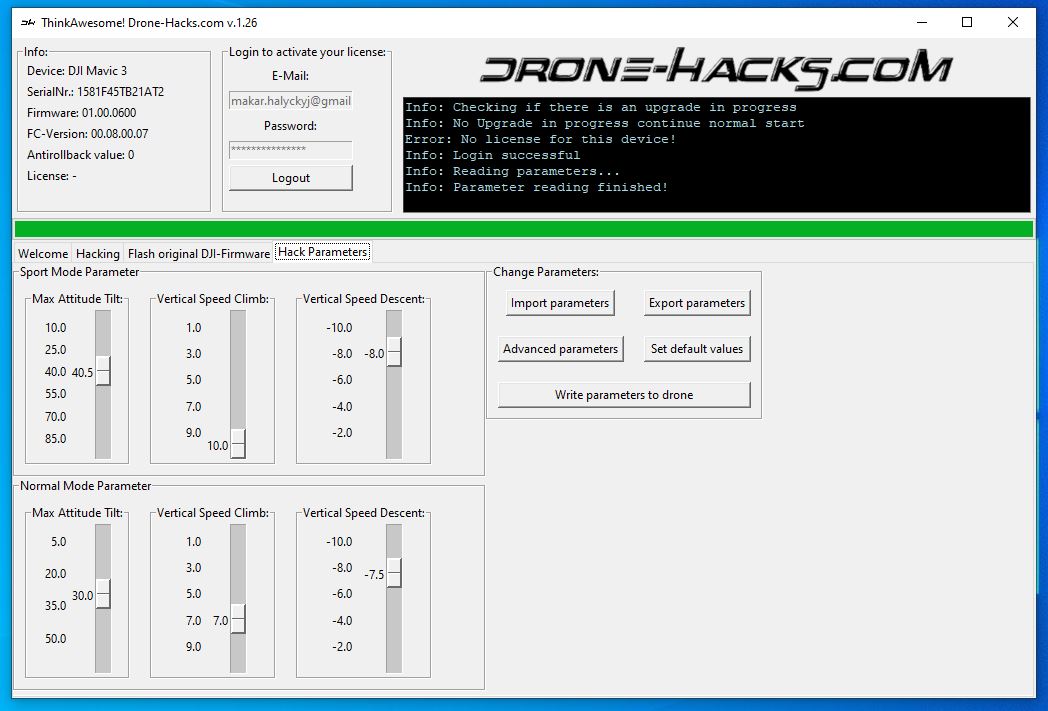 ThinkAwesome! Drone-Hacks.com v.1.26
Info:
Device: DJI Mavic 3
SerialNr.: 1581F45TB21AT2
Firmware: 01.00.0600
FC-Version: 00.08.00.07
Antirollback value: 0
License: -
Login to activate your license:
E-Mail:
makar.halyckyj@gmail
Password:
***************
Logout
DRONE-HACKS.COM
Info: Checking if there is an upgrade in progress
Info: No Upgrade in progress continue normal start
Error: No license for this device!
Info: Login successful
Info: Reading parameters...
Info: Parameter reading finished!
Welcome Hacking Flash original DJI-Firmware Hack Parameters
Sport Mode Parameter
Max Attitude Tilt:
10.0
25.0
40.0 40.5
55.0
70.0
85.0
Vertical Speed Climb:
1.0
3.0
5.0
7.0
9.0
10.0
Vertical Speed Descent:
-10.0
-8.0 -8.0
-6.0
-4.0
-2.0
Change Parameters:
Import parameters Export parameters
Advanced parameters Set default values
Write parameters to drone
Normal Mode Parameter
Max Attitude Tilt:
5.0
20.0
35.0 30.0
50.0
Vertical Speed Climb:
1.0
3.0
5.0
7.0 7.0
9.0
Vertical Speed Descent:
-10.0
-8.0 -7.5
-6.0
-4.0
-2.0